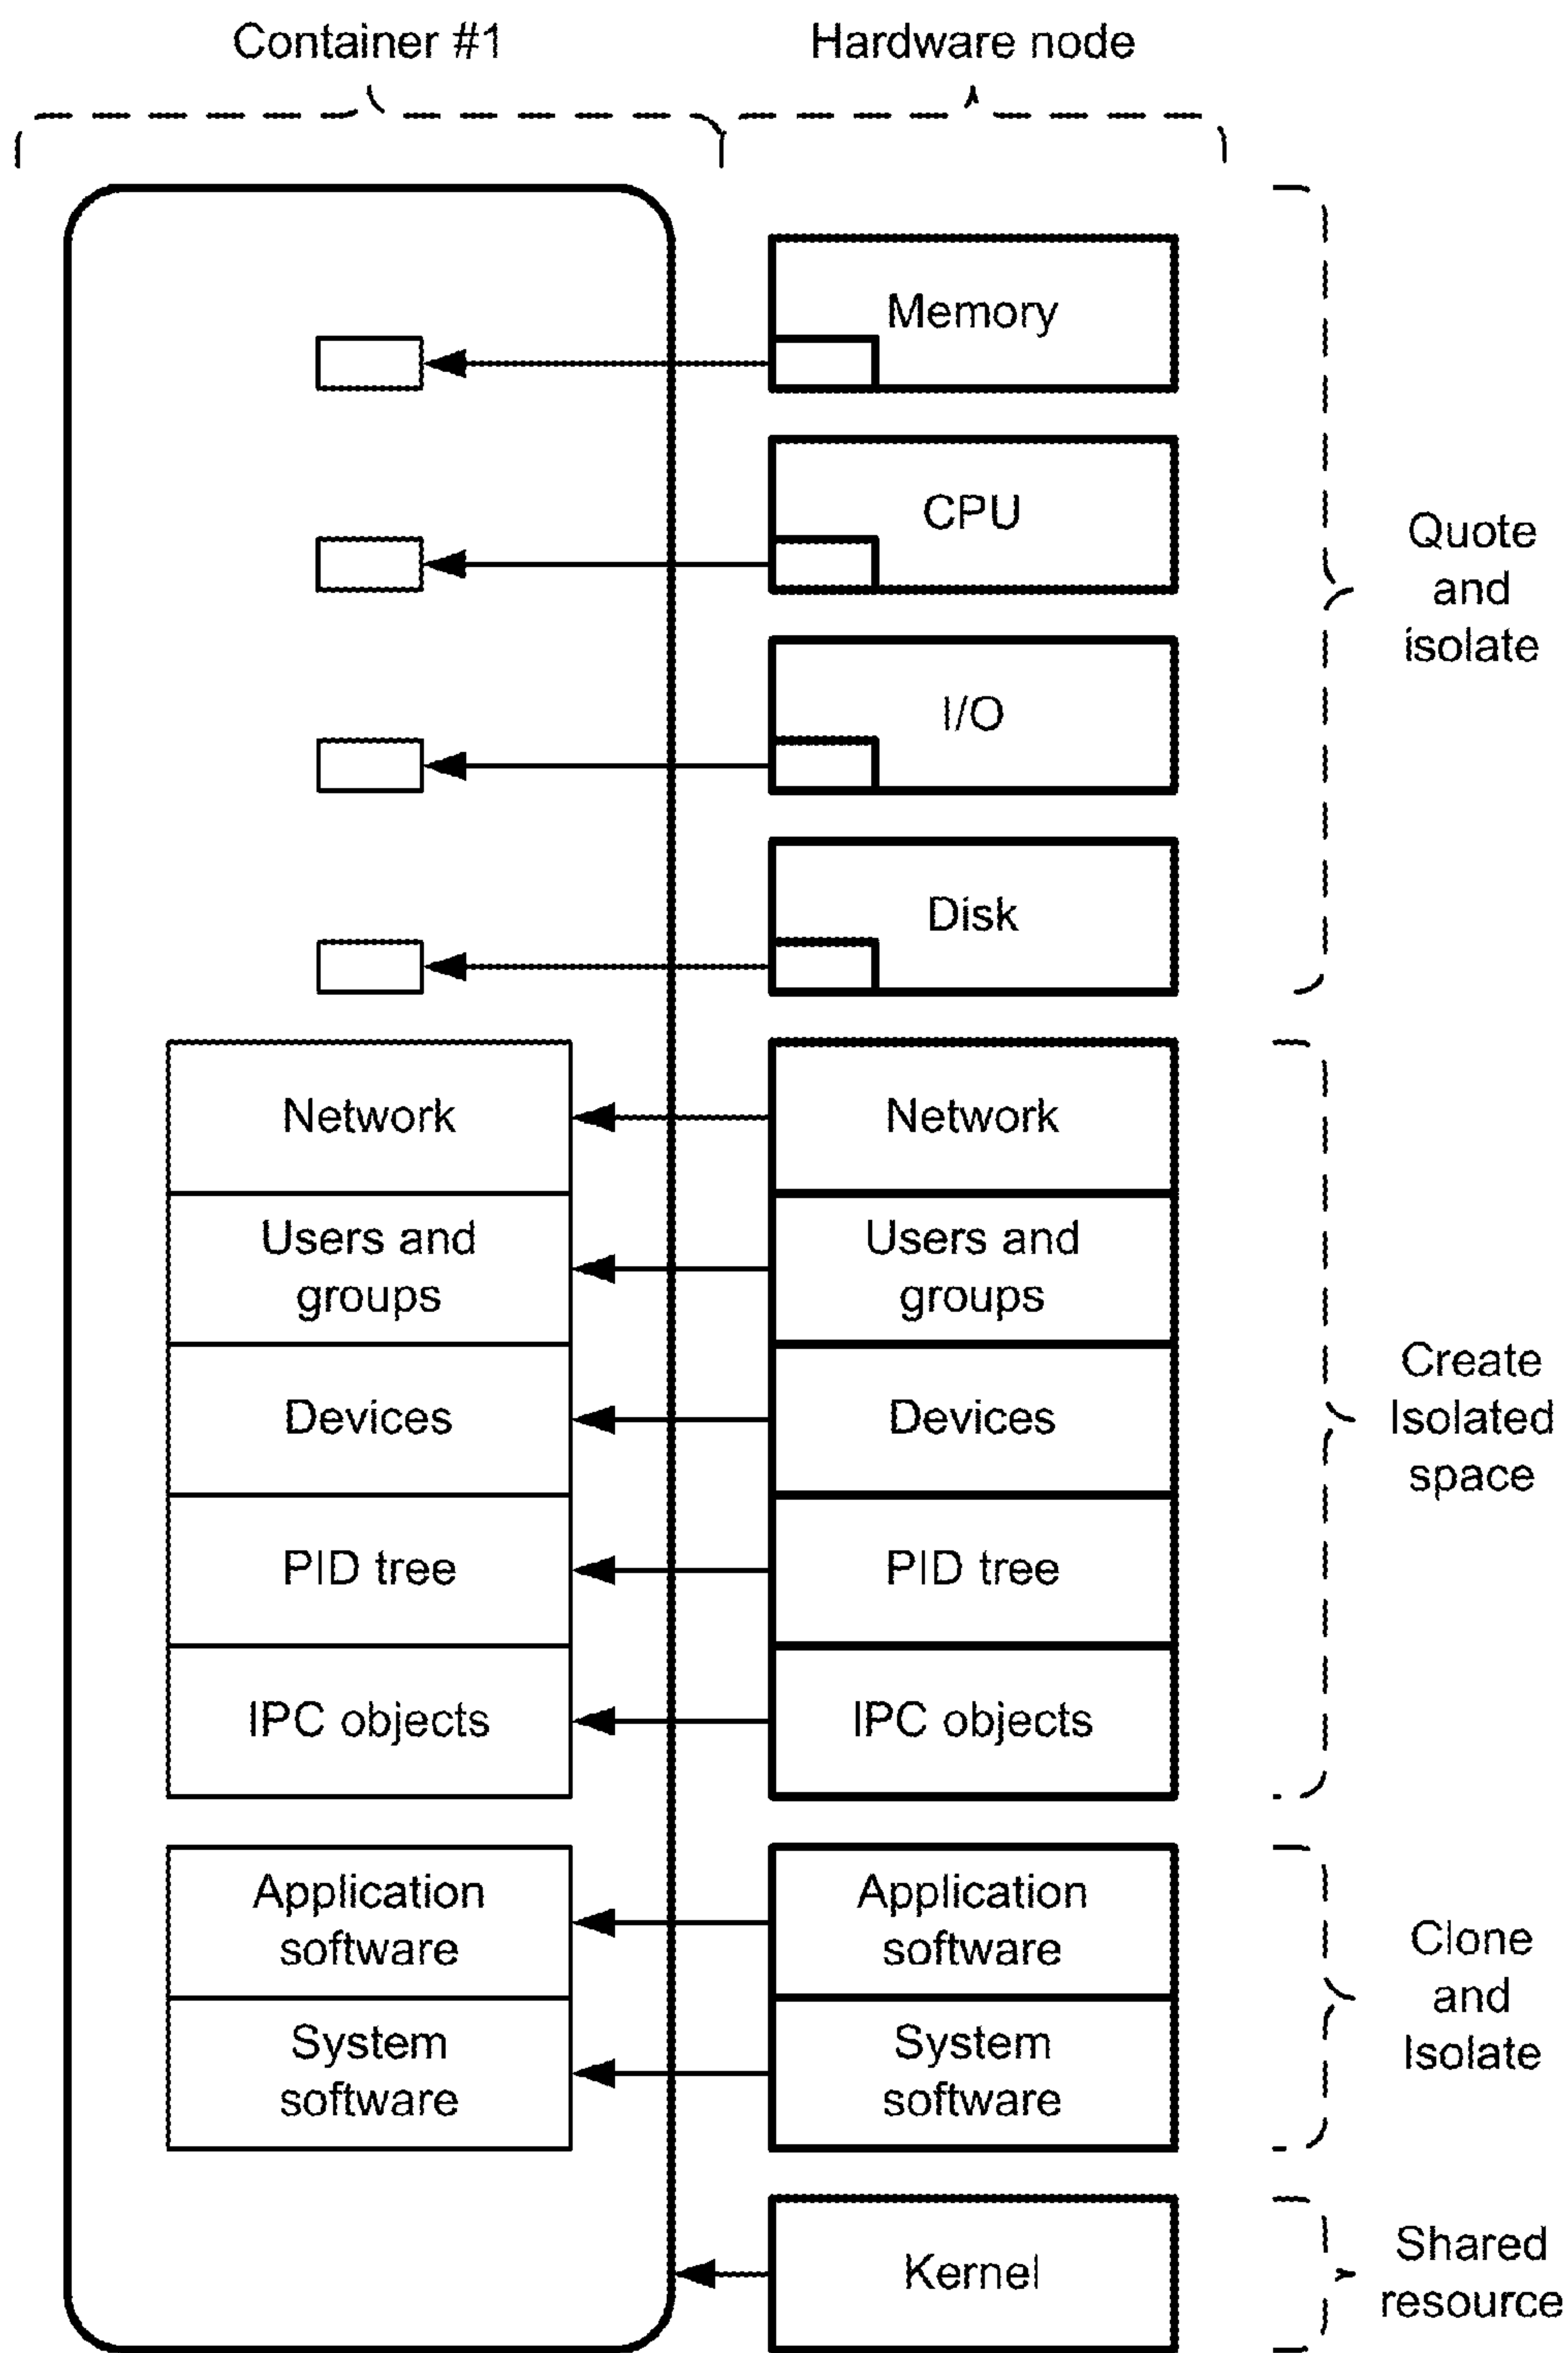 Container #1
Hardware node
Memory
CPU
I/O
Disk
Quote
and
isolate
Network
Network
Users and
groups
Users and
groups
Devices
Devices
PID tree
PID tree
IPC objects
IPC objects
Create
Isolated
space
Application
software
Application
software
System
software
System
software
Clone
and
Isolate
Kernel
Shared
resource